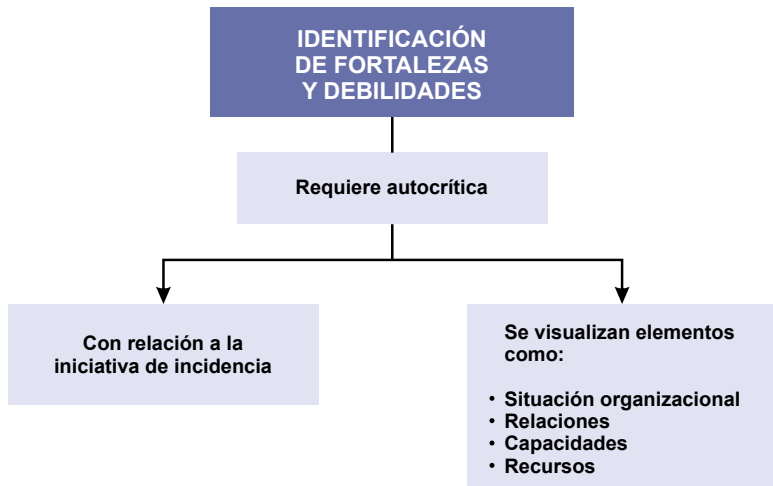 IDENTIFICACIÓN
DE FORTALEZAS
Y DEBILIDADES
Requiere autocrítica
Con relación a la
iniciativa de incidencia
Se visualizan elementos
como:
• Situación organizacional
• Relaciones
• Capacidades
• Recursos